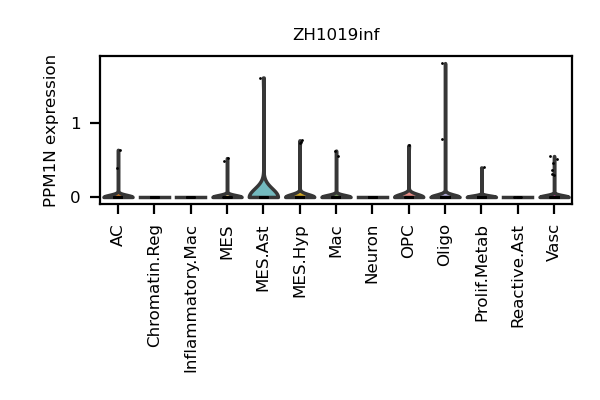 ZH1019inf
PPM1N expression
1
0
AC
Chromatin.Reg
Inflammatory.Mac
MES
MES.Ast
MES.Hyp
Mac
Neuron
OPC
Oligo
Prolif.Metab
Reactive.Ast
Vasc